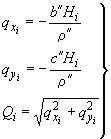 q_{x_i} = -\frac{b''H_i}{\rho''}
q_{y_i} = -\frac{c''H_i}{\rho''}
Q_i = \sqrt{q_{x_i}^2 + q_{y_i}^2}